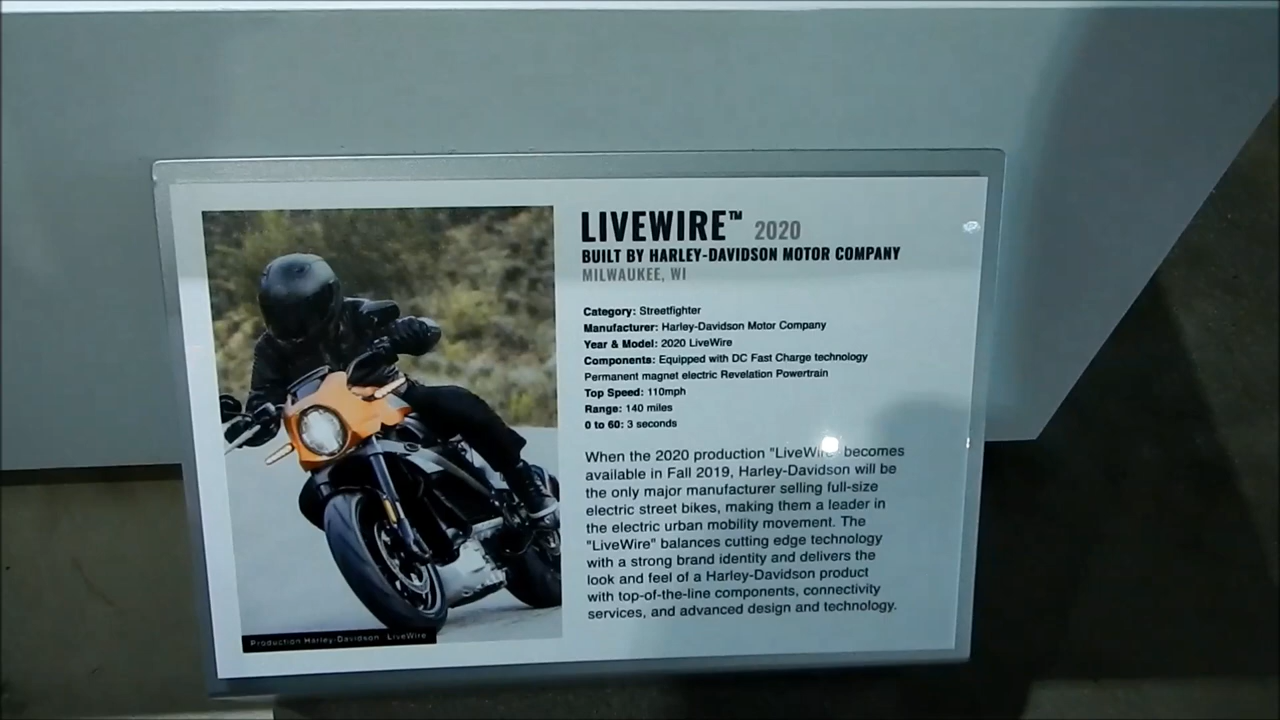 LIVEWIRE™ 2020
BUILT BY HARLEY-DAVIDSON MOTOR COMPANY
MILWAUKEE, WI
Category: Streetfighter
Manufacturer: Harley-Davidson Motor Company
Year & Model: 2020 LiveWire
Components: Equipped with DC Fast Charge technology
Permanent magnet electric Revelation Powertrain
Top Speed: 110mph
Range: 140 miles
0 to 60: 3 seconds
When the 2020 production "LiveWire" becomes
available in Fall 2019, Harley-Davidson will be
the only major manufacturer selling full-size
electric street bikes, making them a leader in
the electric urban mobility movement. The
"LiveWire" balances cutting edge technology
with a strong brand identity and delivers the
look and feel of a Harley-Davidson product
with top-of-the-line components, connectivity
services, and advanced design and technology.
Production Harley-Davidson LiveWire